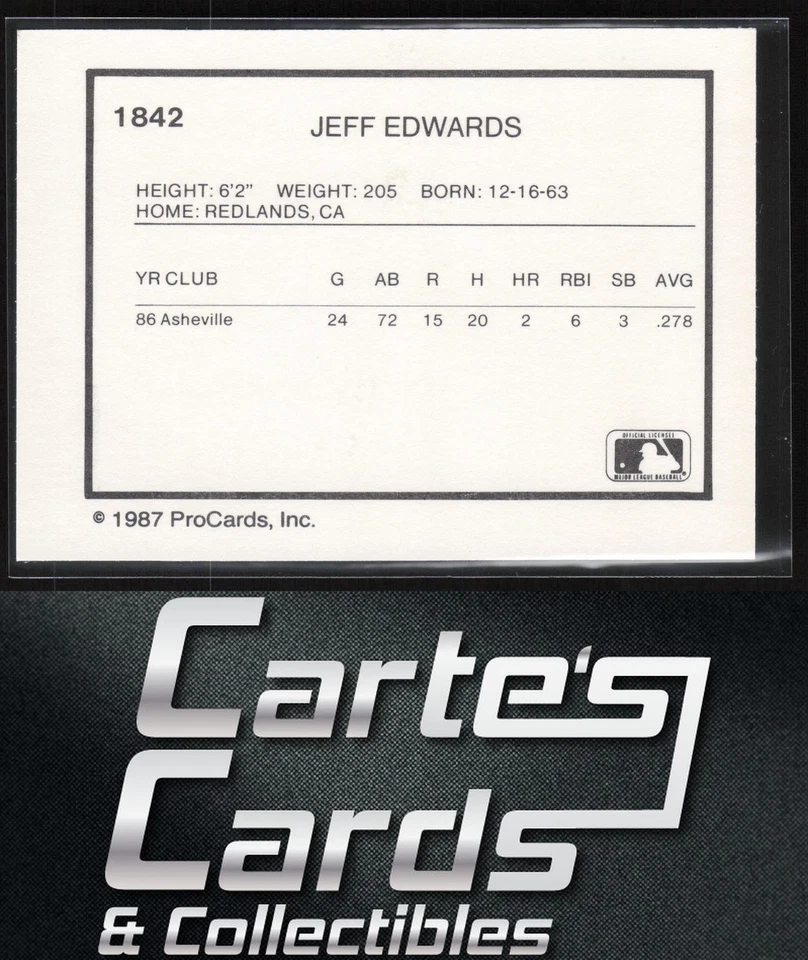 1842
JEFF EDWARDS
HEIGHT: 6'2" WEIGHT: 205 BORN: 12-16-63
HOME: REDLANDS, CA
YR CLUB G AB R H HR RBI SB AVG
86 Asheville 24 72 15 20 2 6 3 .278
OFFICIAL LICENSEE
MAJOR LEAGUE BASEBALL
© 1987 ProCards, Inc.
Carte's
Cards
& Collectibles